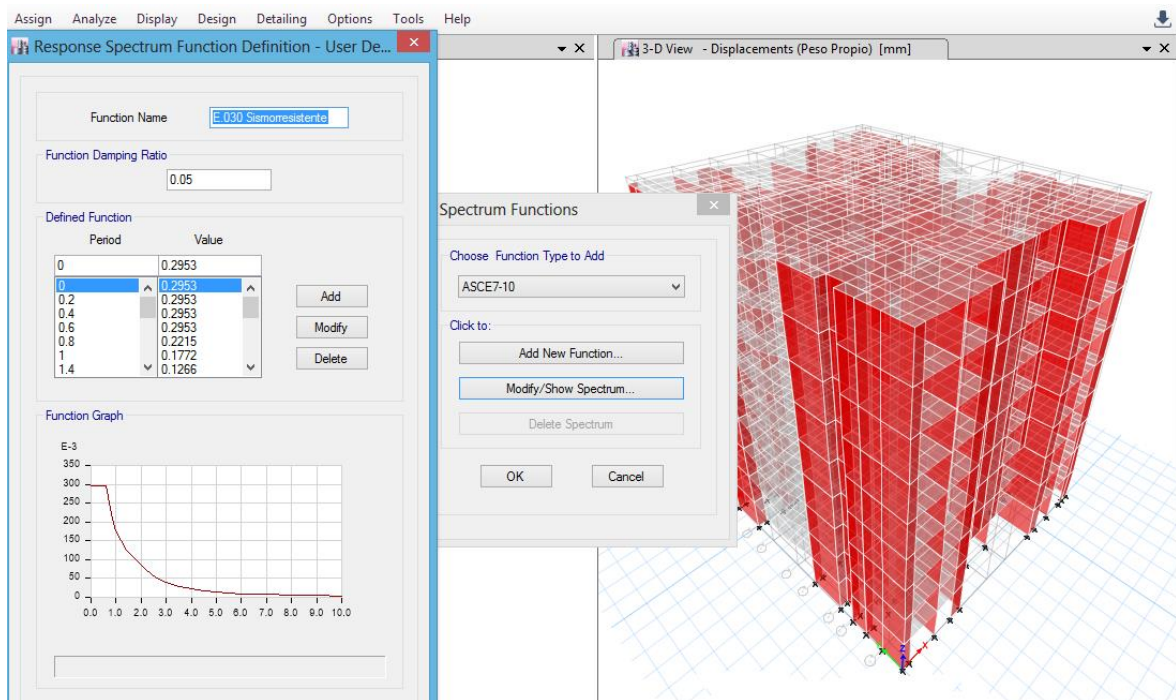 Assign Analyze Display Design Detailing Options Tools Help
Response Spectrum Function Definition - User De...
Function Name E.030 Sismorresistente
Function Damping Ratio
0.05
Defined Function
Period Value
0 0.2953
0 0.2953
0.2 0.2953
0.4 0.2953
0.6 0.2953
0.8 0.2215
1 0.1772
1.4 0.1266
Add
Modify
Delete
Function Graph
E-3
350
300
250
200
150
100
50
0
0.0 1.0 2.0 3.0 4.0 5.0 6.0 7.0 8.0 9.0 10.0
Spectrum Functions
Choose Function Type to Add
ASCE7-10
Click to:
Add New Function...
Modify/Show Spectrum...
Delete Spectrum
OK Cancel
3-D View - Displacements (Peso Propio) [mm]
Z
X